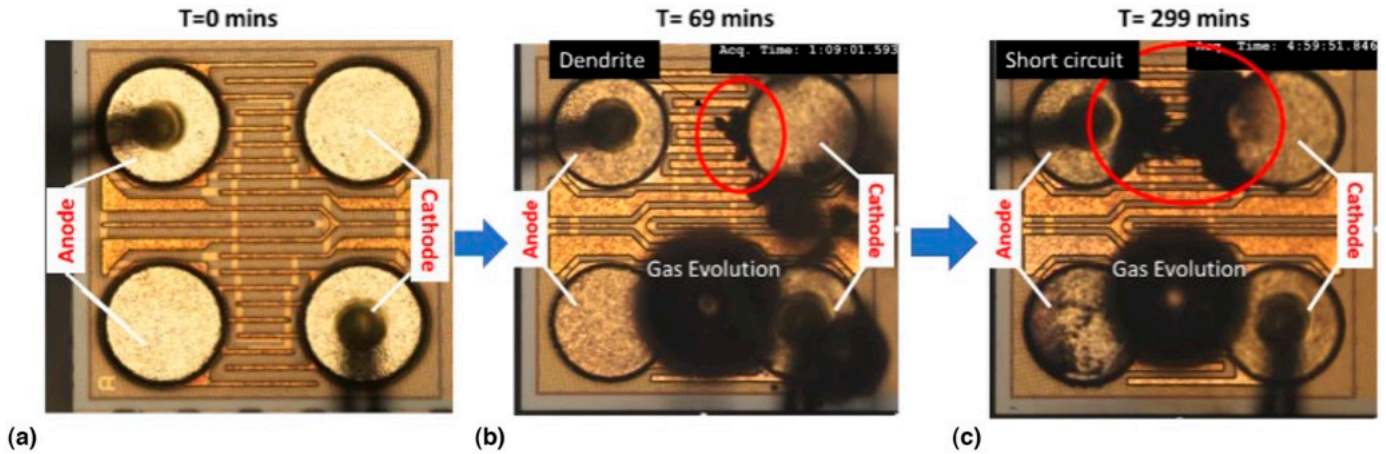 T=0 mins
T= 69 mins
T= 299 mins
Dendrite
Acq. Time: 1:09:01.593
Short circuit
Acq. Time: 4:59:51.846
Anode
Cathode
Anode
Cathode
Anode
Cathode
Gas Evolution
Gas Evolution
(a)
(b)
(c)